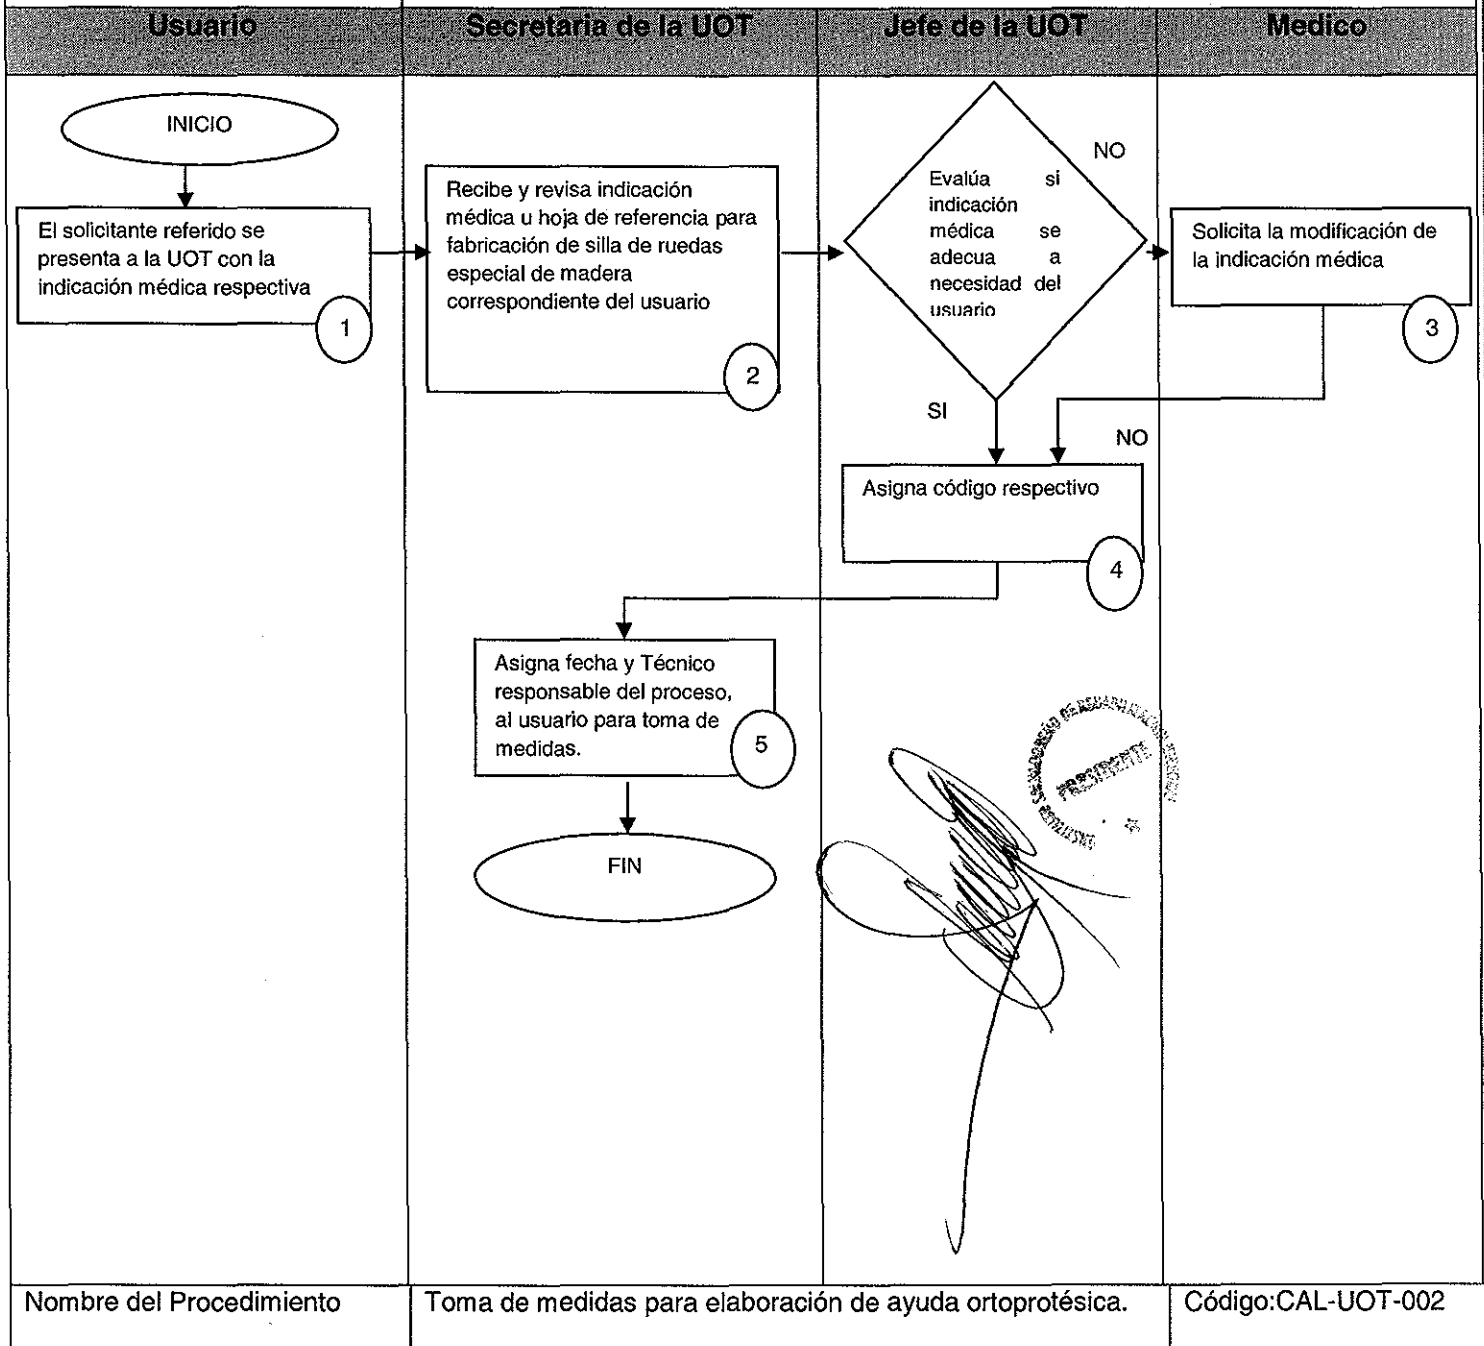 Usuario
Secretaria de la UOT
Jefe de la UOT
Medico
INICIO
El solicitante referido se
presenta a la UOT con la
indicación médica respectiva
1
Recibe y revisa indicación
médica u hoja de referencia para
fabricación de silla de ruedas
especial de madera
correspondiente del usuario
2
Evalúa si
indicación
médica se
adecua a
necesidad del
usuario
NO
Solicita la modificación de
la indicación médica
3
SI
NO
Asigna código respectivo
4
Asigna fecha y Técnico
responsable del proceso,
al usuario para toma de
medidas.
5
FIN
PRESIDENTE
Nombre del Procedimiento
Toma de medidas para elaboración de ayuda ortoprotésica.
Código:CAL-UOT-002